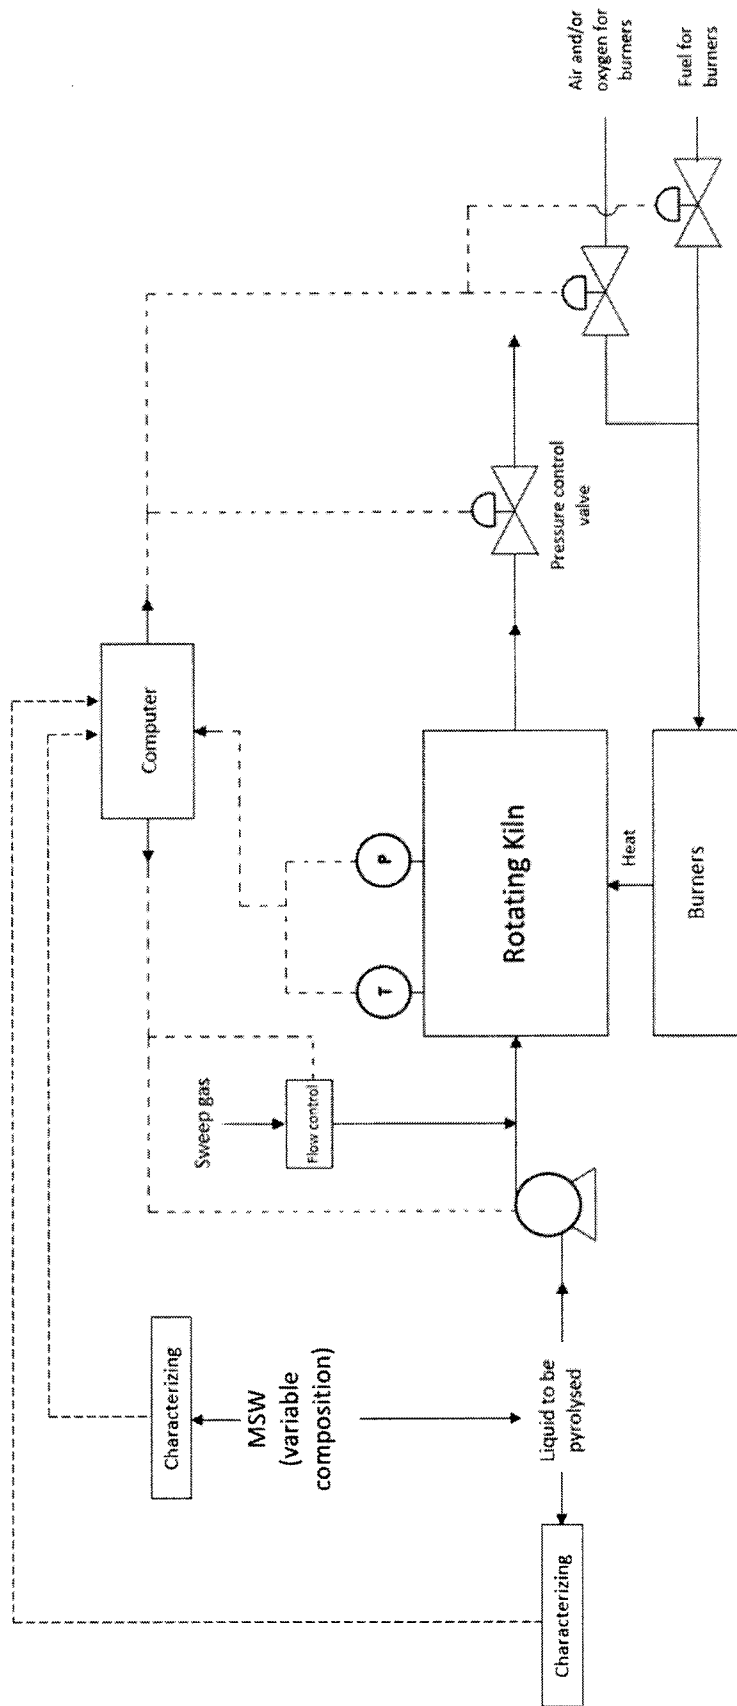 Characterizing
MSW
(variable
composition)
Liquid to be
pyrolysed
Characterizing
Sweep gas
Flow control
Computer
T
P
Rotating Kiln
Heat
Burners
Pressure control
valve
Air and/or
oxygen for
burners
Fuel for
burners